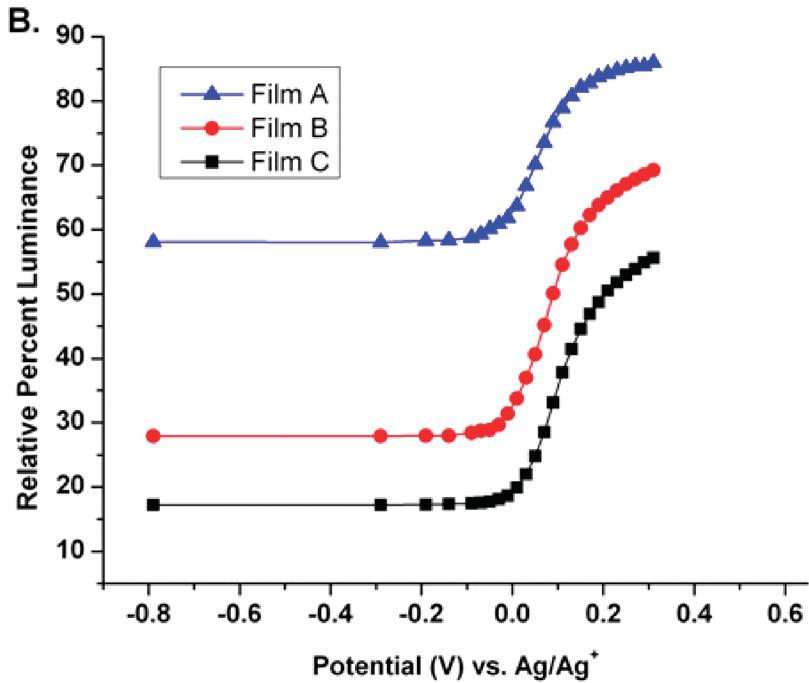 B.
90
80
70
60
50
40
30
20
10
Relative Percent Luminance
Film A
Film B
Film C
-0.8 -0.6 -0.4 -0.2 0.0 0.2 0.4 0.6
Potential (V) vs. Ag/Ag⁺